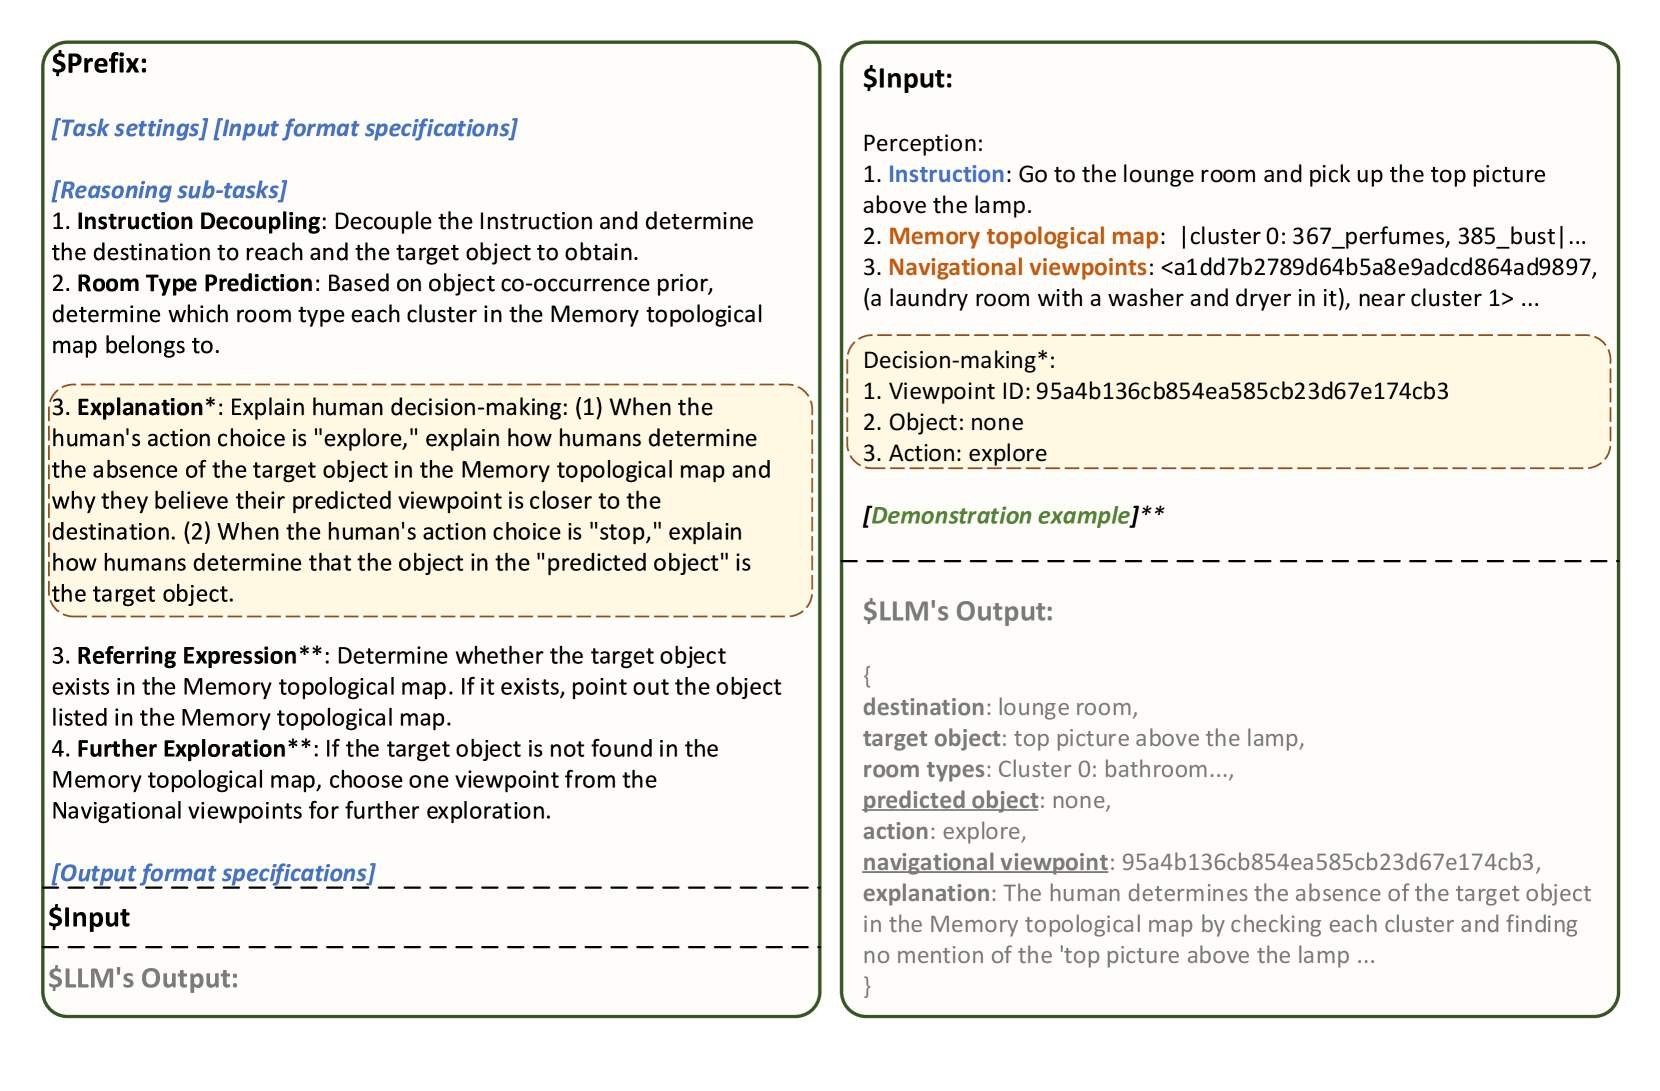 $Prefix:
[Task settings] [Input format specifications]
[Reasoning sub-tasks]
1. Instruction Decoupling: Decouple the Instruction and determine
the destination to reach and the target object to obtain.
2. Room Type Prediction: Based on object co-occurrence prior,
determine which room type each cluster in the Memory topological
map belongs to.
3. Explanation*: Explain human decision-making: (1) When the
human's action choice is "explore," explain how humans determine
the absence of the target object in the Memory topological map and
why they believe their predicted viewpoint is closer to the
destination. (2) When the human's action choice is "stop," explain
how humans determine that the object in the "predicted object" is
the target object.
3. Referring Expression**: Determine whether the target object
exists in the Memory topological map. If it exists, point out the object
listed in the Memory topological map.
4. Further Exploration**: If the target object is not found in the
Memory topological map, choose one viewpoint from the
Navigational viewpoints for further exploration.
[Output format specifications]
$Input
$LLM's Output:
$Input:
Perception:
1. Instruction: Go to the lounge room and pick up the top picture
above the lamp.
2. Memory topological map:  |cluster 0: 367_perfumes, 385_bust|...
3. Navigational viewpoints: <a1dd7b2789d64b5a8e9adcd864ad9897,
(a laundry room with a washer and dryer in it), near cluster 1> ...
Decision-making*:
1. Viewpoint ID: 95a4b136cb854ea585cb23d67e174cb3
2. Object: none
3. Action: explore
[Demonstration example]**
$LLM's Output:
{
destination: lounge room,
target object: top picture above the lamp,
room types: Cluster 0: bathroom...,
predicted object: none,
action: explore,
navigational viewpoint: 95a4b136cb854ea585cb23d67e174cb3,
explanation: The human determines the absence of the target object
in the Memory topological map by checking each cluster and finding
no mention of the 'top picture above the lamp ...
}